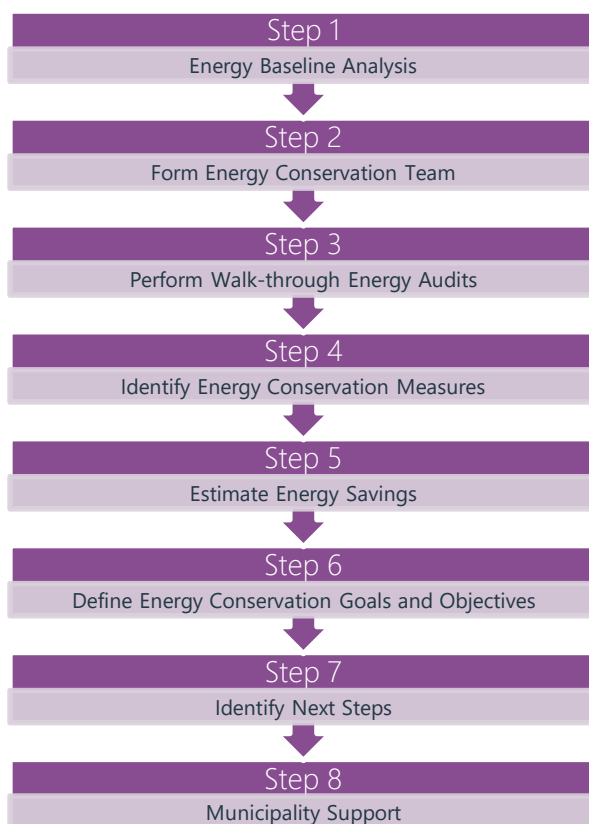 Step 1
Energy Baseline Analysis
Step 2
Form Energy Conservation Team
Step 3
Perform Walk-through Energy Audits
Step 4
Identify Energy Conservation Measures
Step 5
Estimate Energy Savings
Step 6
Define Energy Conservation Goals and Objectives
Step 7
Identify Next Steps
Step 8
Municipality Support